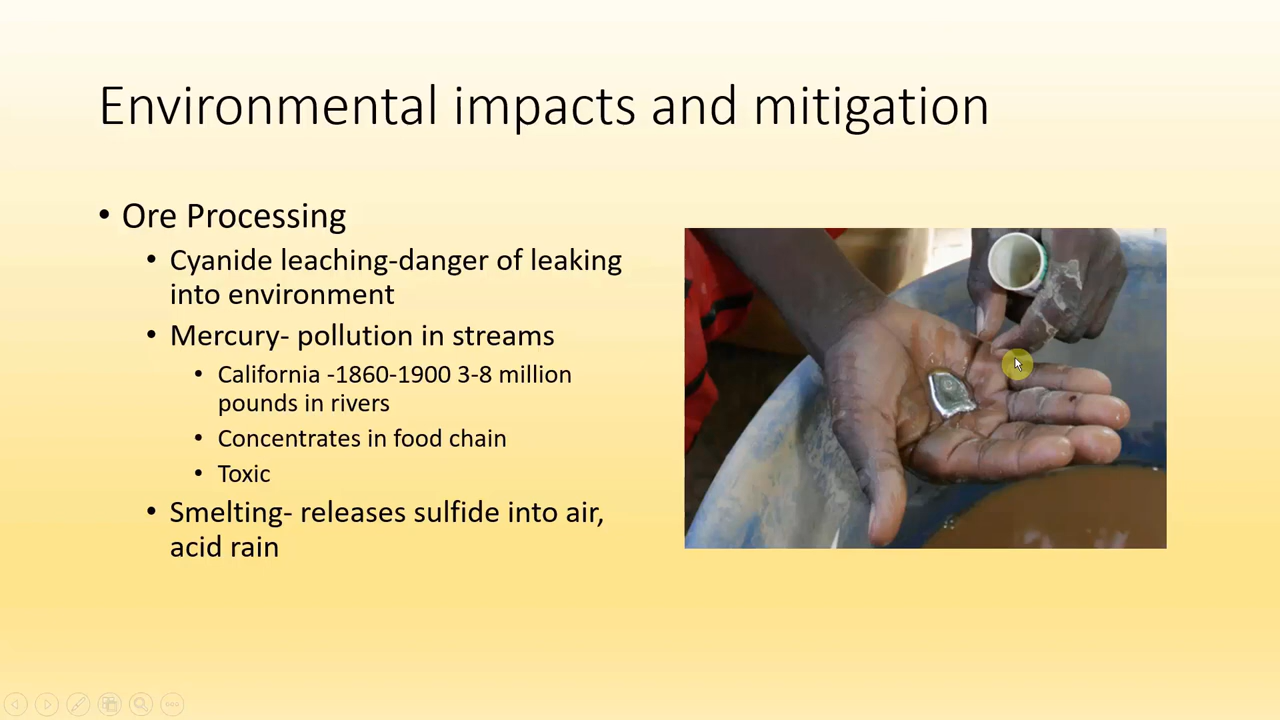 Environmental impacts and mitigation
• Ore Processing
• Cyanide leaching-danger of leaking
into environment
• Mercury- pollution in streams
• California -1860-1900 3-8 million
pounds in rivers
• Concentrates in food chain
• Toxic
• Smelting- releases sulfide into air,
acid rain